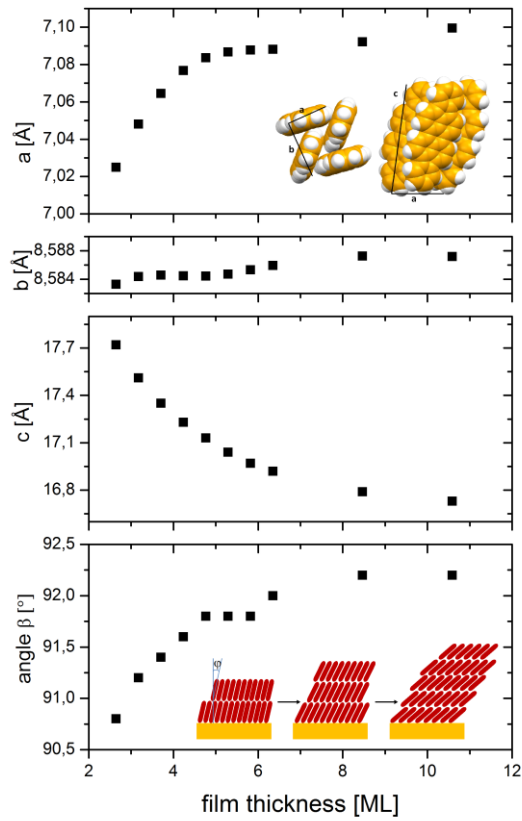 7,10
7,08
7,06
7,04
7,02
7,00
a [Å]
a
b
c
a
8,588
8,584
b [Å]
17,7
17,4
17,1
16,8
c [Å]
92,5
92,0
91,5
91,0
90,5
angle β [°]
φ
2 4 6 8 10 12
film thickness [ML]